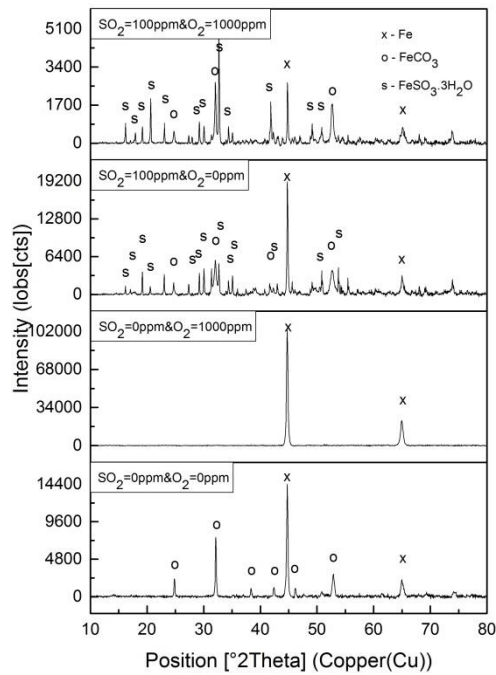 SO2=100ppm&O2=1000ppm
x - Fe
o - FeCO3
s - FeSO3.3H2O
5100
3400
1700
0
s s s s o s s s o s s s x s s o x
SO2=100ppm&O2=0ppm
19200
12800
6400
0
s s s s o s s s s o s s s o s x s o s x
SO2=0ppm&O2=1000ppm
102000
68000
34000
0
x x
SO2=0ppm&O2=0ppm
14400
9600
4800
0
o o o o x o o x
Intensity (Iobs[cts])
10 20 30 40 50 60 70 80
Position [°2Theta] (Copper(Cu))